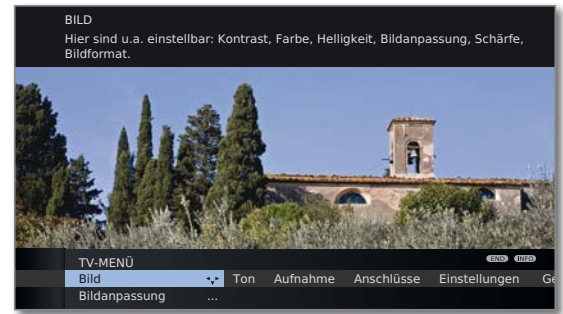 BILD
Hier sind u.a. einstellbar: Kontrast, Farbe, Helligkeit, Bildanpassung, Schärfe,
Bildformat.
TV-MENÜ END INFO
Bild Ton Aufnahme Anschlüsse Einstellungen Ge
Bildanpassung ...